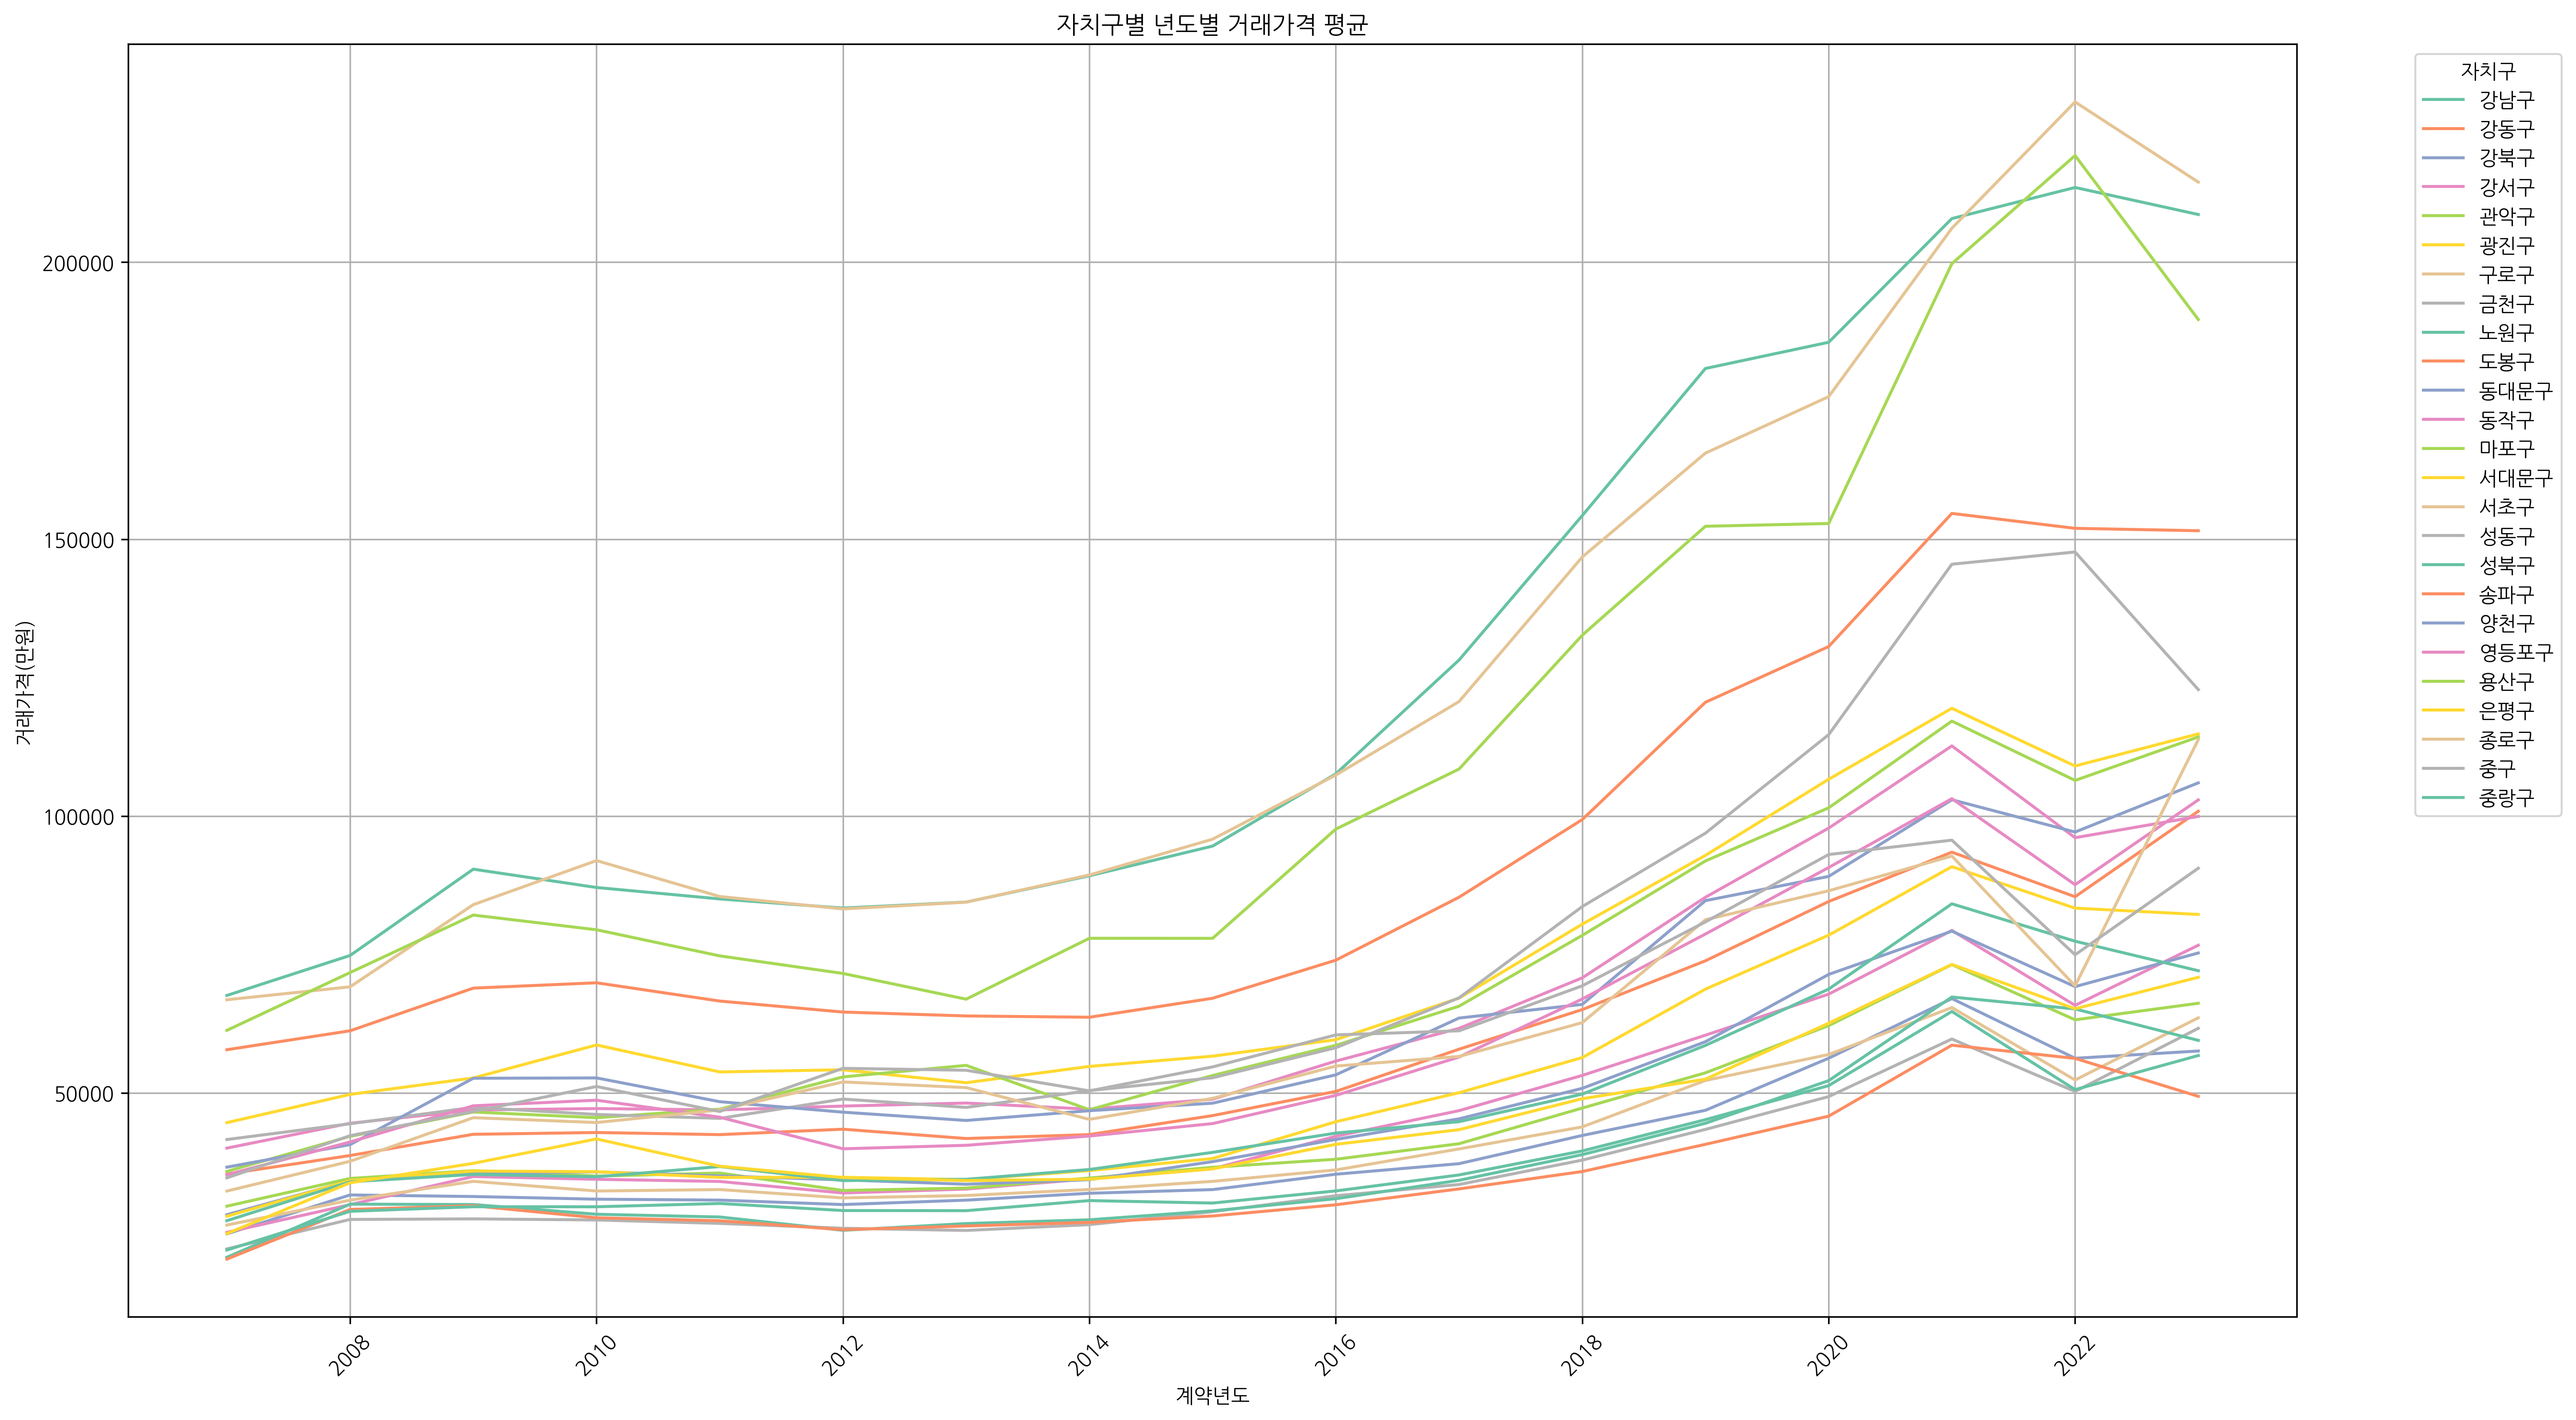 자치구별 년도별 거래가격 평균
거래가격(만원)
200000
150000
100000
50000
2008
2010
2012
2014
2016
2018
2020
2022
계약년도
자치구
강남구
강동구
강북구
강서구
관악구
광진구
구로구
금천구
노원구
도봉구
동대문구
동작구
마포구
서대문구
서초구
성동구
성북구
송파구
양천구
영등포구
용산구
은평구
종로구
중구
중랑구